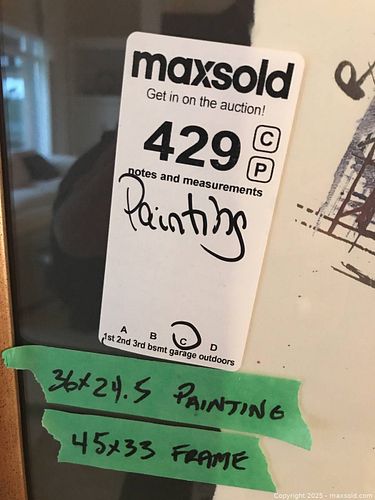 maxsold
Get in on the auction!
429 C
P
notes and measurements
Painting
A B C D
1st 2nd 3rd bsmt garage outdoors
36x24.5 PAINTING
45x33 FRAME
Copyright 2025 - maxsold.com